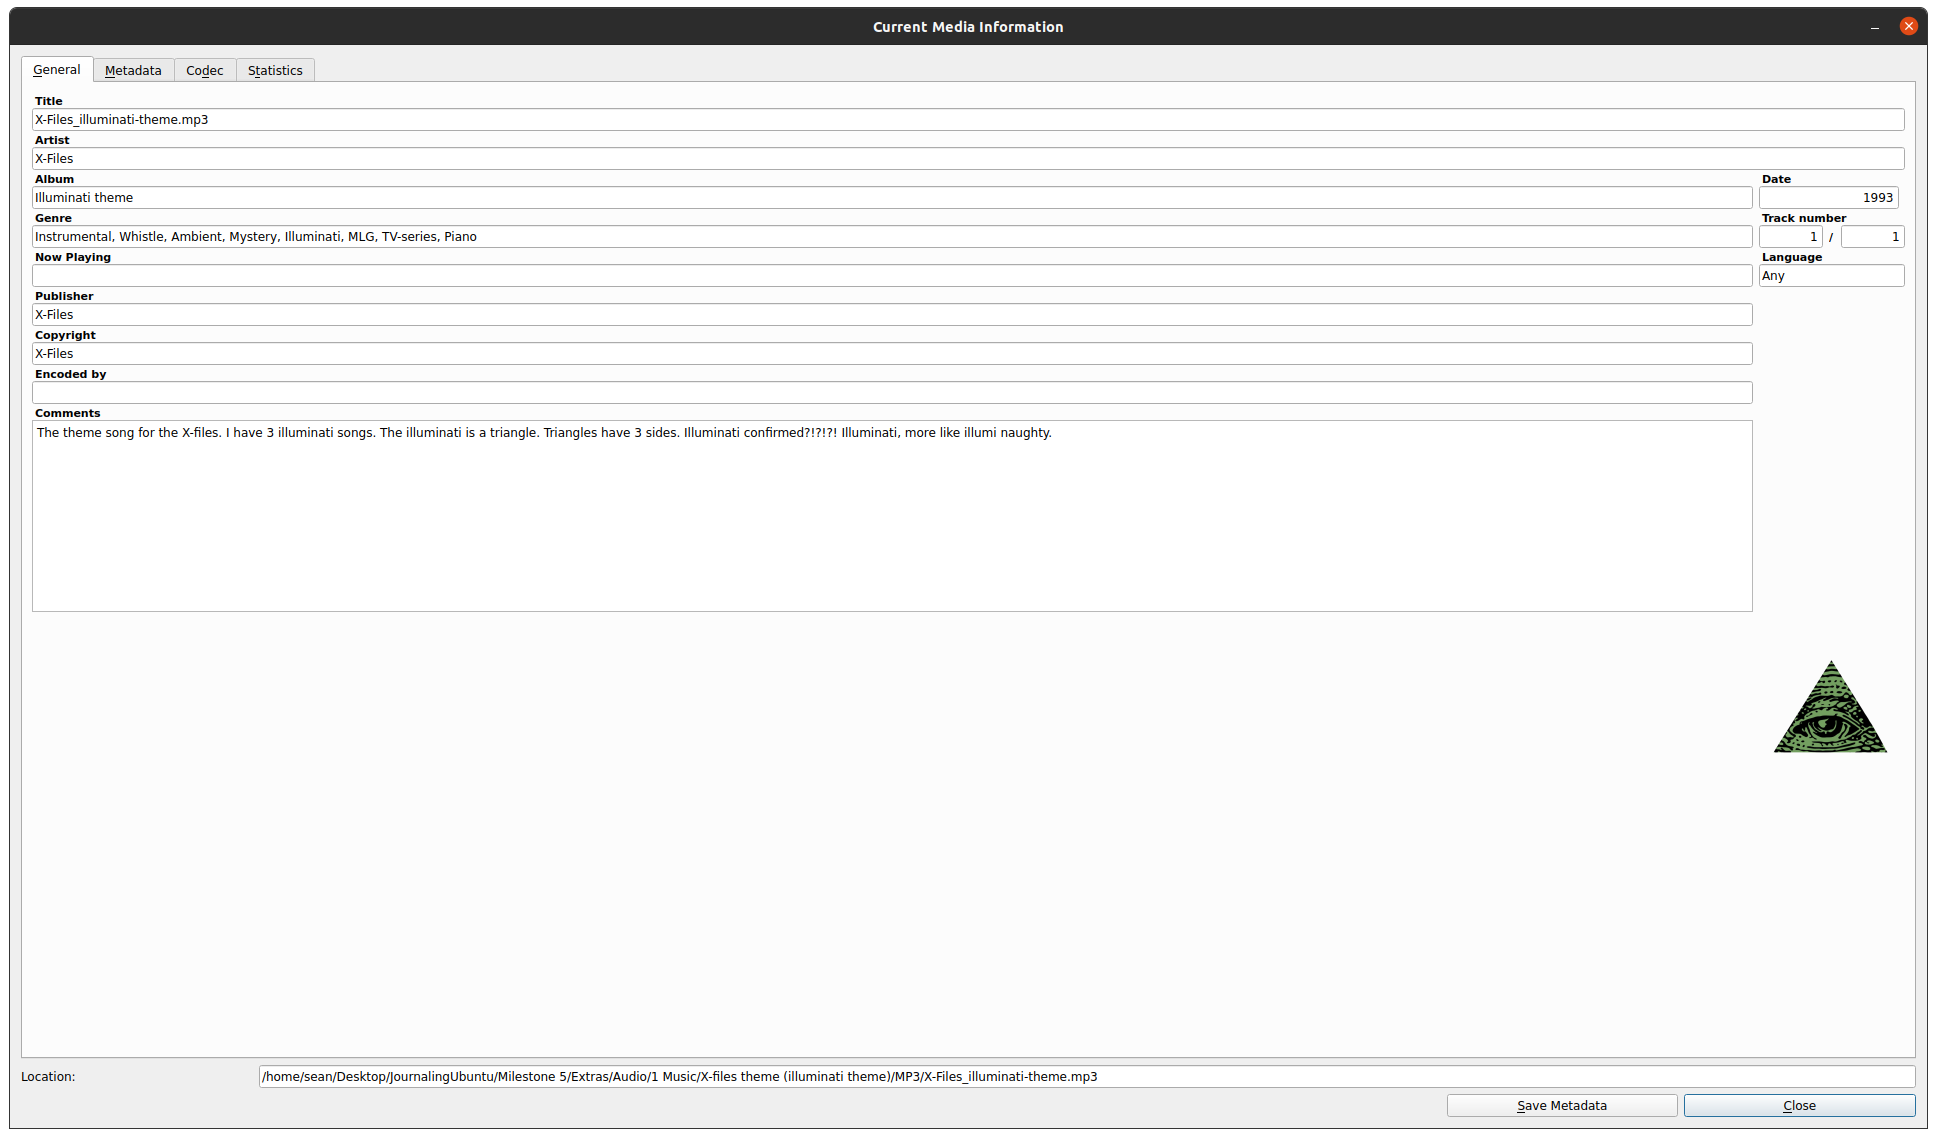 Current Media Information
General Metadata Codec Statistics
Title
X-Files_illuminati-theme.mp3
Artist
X-Files
Album Date
Illuminati theme 1993
Genre Track number
Instrumental, Whistle, Ambient, Mystery, Illuminati, MLG, TV-series, Piano 1 / 1
Now Playing Language
Any
Publisher
X-Files
Copyright
X-Files
Encoded by
Comments
The theme song for the X-files. I have 3 illuminati songs. The illuminati is a triangle. Triangles have 3 sides. Illuminati confirmed?!?!?! Illuminati, more like illumi naughty.
Location: /home/sean/Desktop/JournalingUbuntu/Milestone 5/Extras/Audio/1 Music/X-files theme (illuminati theme)/MP3/X-Files_illuminati-theme.mp3
Save Metadata Close